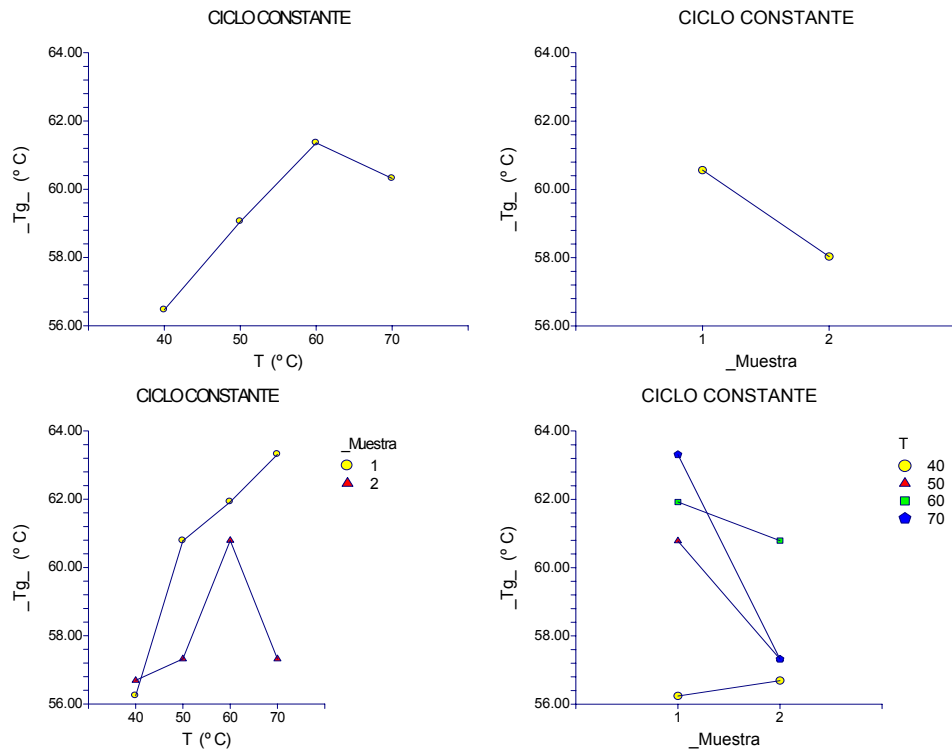 CICLO CONSTANTE
64.00
62.00
60.00
58.00
56.00
_Tg_ (º C)
40 50 60 70
T (º C)
CICLO CONSTANTE
64.00
62.00
60.00
58.00
56.00
_Tg_ (º C)
1 2
_Muestra
CICLO CONSTANTE
64.00
62.00
60.00
58.00
56.00
_Tg_ (º C)
40 50 60 70
T (º C)
_Muestra
1
2
CICLO CONSTANTE
64.00
62.00
60.00
58.00
56.00
_Tg_ (º C)
1 2
_Muestra
T
40
50
60
70